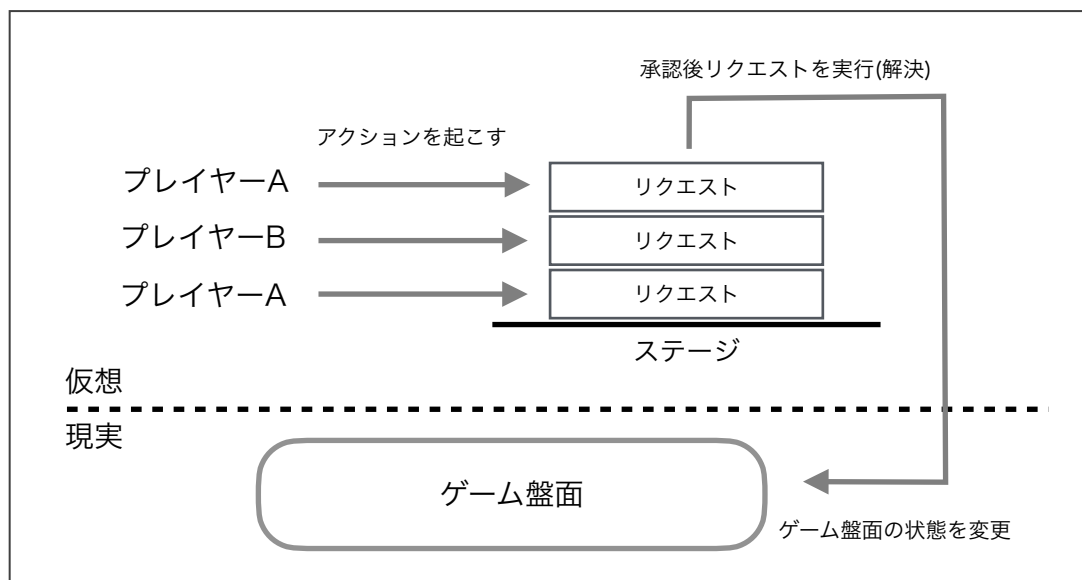 承認後リクエストを実行(解決)
アクションを起こす
プレイヤーA
リクエスト
プレイヤーB
リクエスト
プレイヤーA
リクエスト
ステージ
仮想
現実
ゲーム盤面
ゲーム盤面の状態を変更